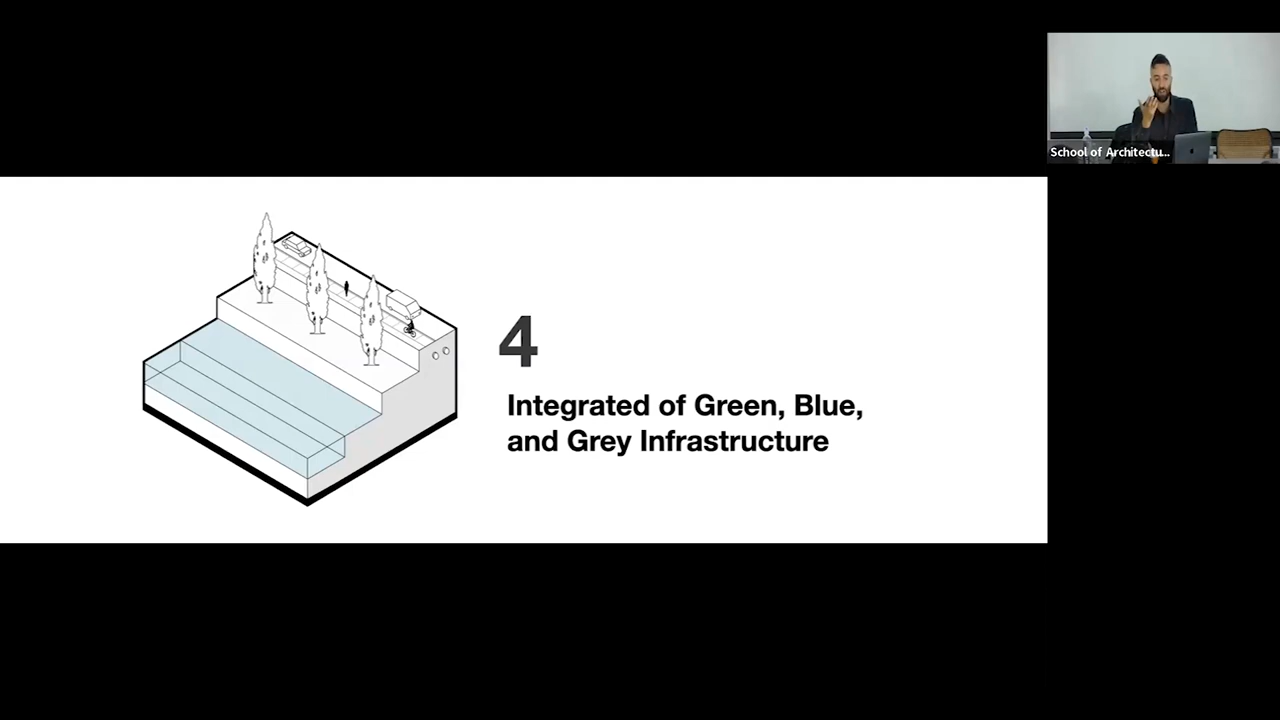 School of Architectu...
4
Integrated of Green, Blue,
and Grey Infrastructure